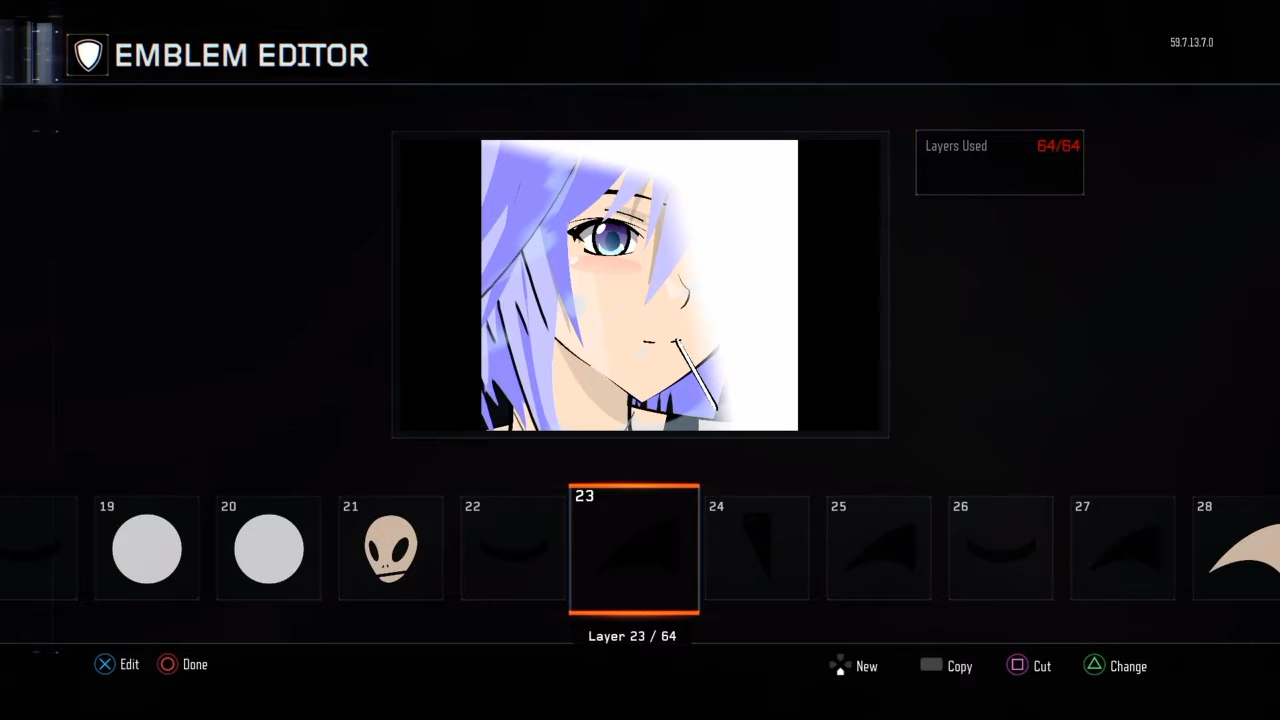 EMBLEM EDITOR
59.7.13.7.0
Layers Used 64/64
19 20 21 22 23 24 25 26 27 28
Layer 23 / 64
Edit Done New Copy Cut Change